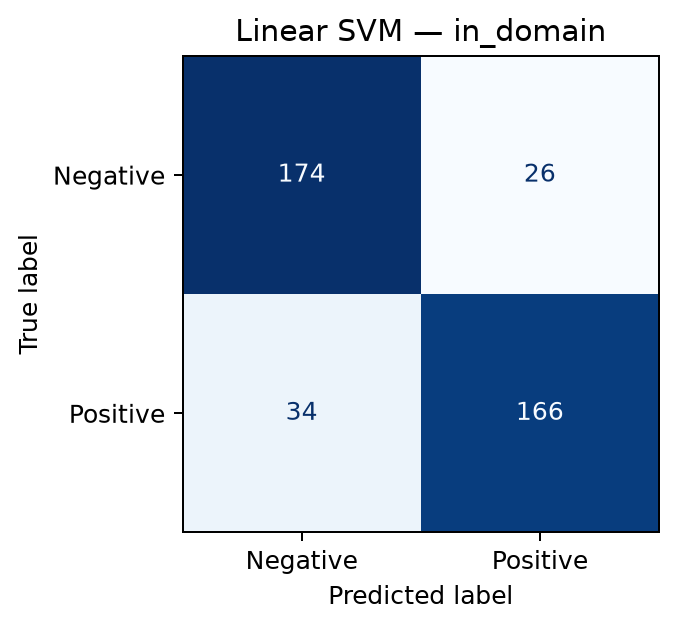 Linear SVM — in_domain
True label
Negative
174
26
Positive
34
166
Negative
Positive
Predicted label